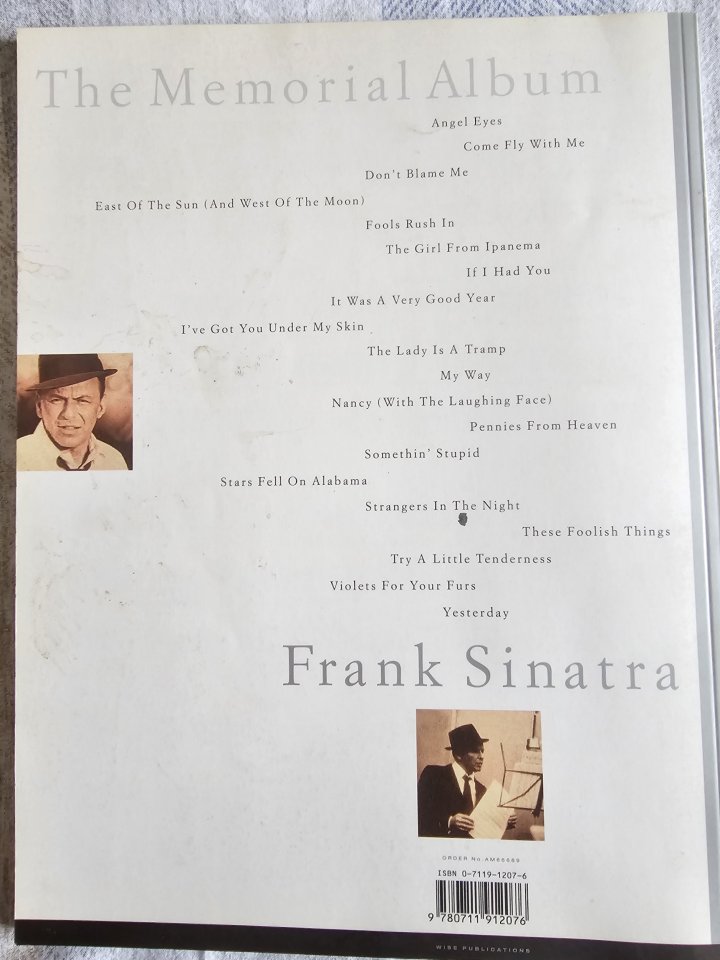 The Memorial Album
Angel Eyes
Come Fly With Me
Don't Blame Me
East Of The Sun (And West Of The Moon)
Fools Rush In
The Girl From Ipanema
If I Had You
It Was A Very Good Year
I've Got You Under My Skin
The Lady Is A Tramp
My Way
Nancy (With The Laughing Face)
Pennies From Heaven
Somethin' Stupid
Stars Fell On Alabama
Strangers In The Night
These Foolish Things
Try A Little Tenderness
Violets For Your Furs
Yesterday
Frank Sinatra
ORDER No.
ISBN 0-7119-1207-6
9 780711 912076
WISE PUBLICATIONS